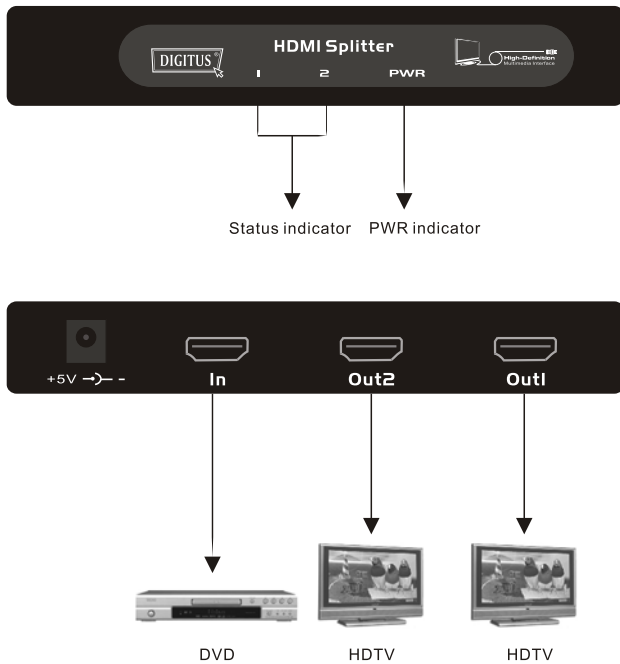 DIGITUS
HDMI Splitter
1 2 PWR
High-Definition
Multimedia Interface
Status indicator PWR indicator
+5V -
In Out2 Out1
DVD HDTV HDTV